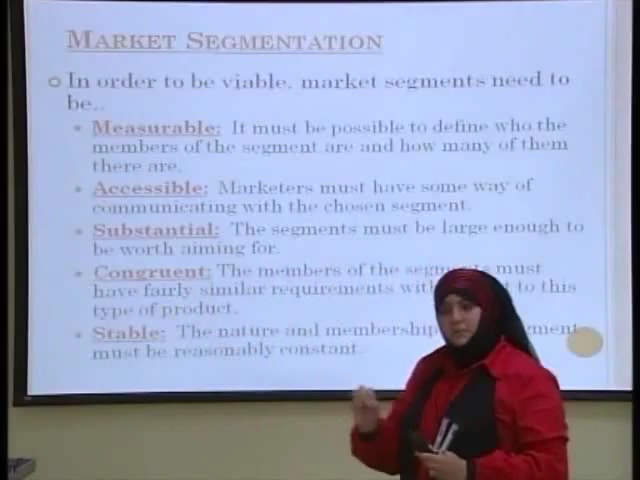 MARKET SEGMENTATION
In order to be viable, market segments need to
be..
Measurable: It must be possible to define who the
members of the segment are and how many of them
there are.
Accessible: Marketers must have some way of
communicating with the chosen segment.
Substantial: The segments must be large enough to
be worth aiming for.
Congruent: The members of the segments must
have fairly similar requirements to this
type of product.
Stable: The nature and membership
must be reasonably constant.